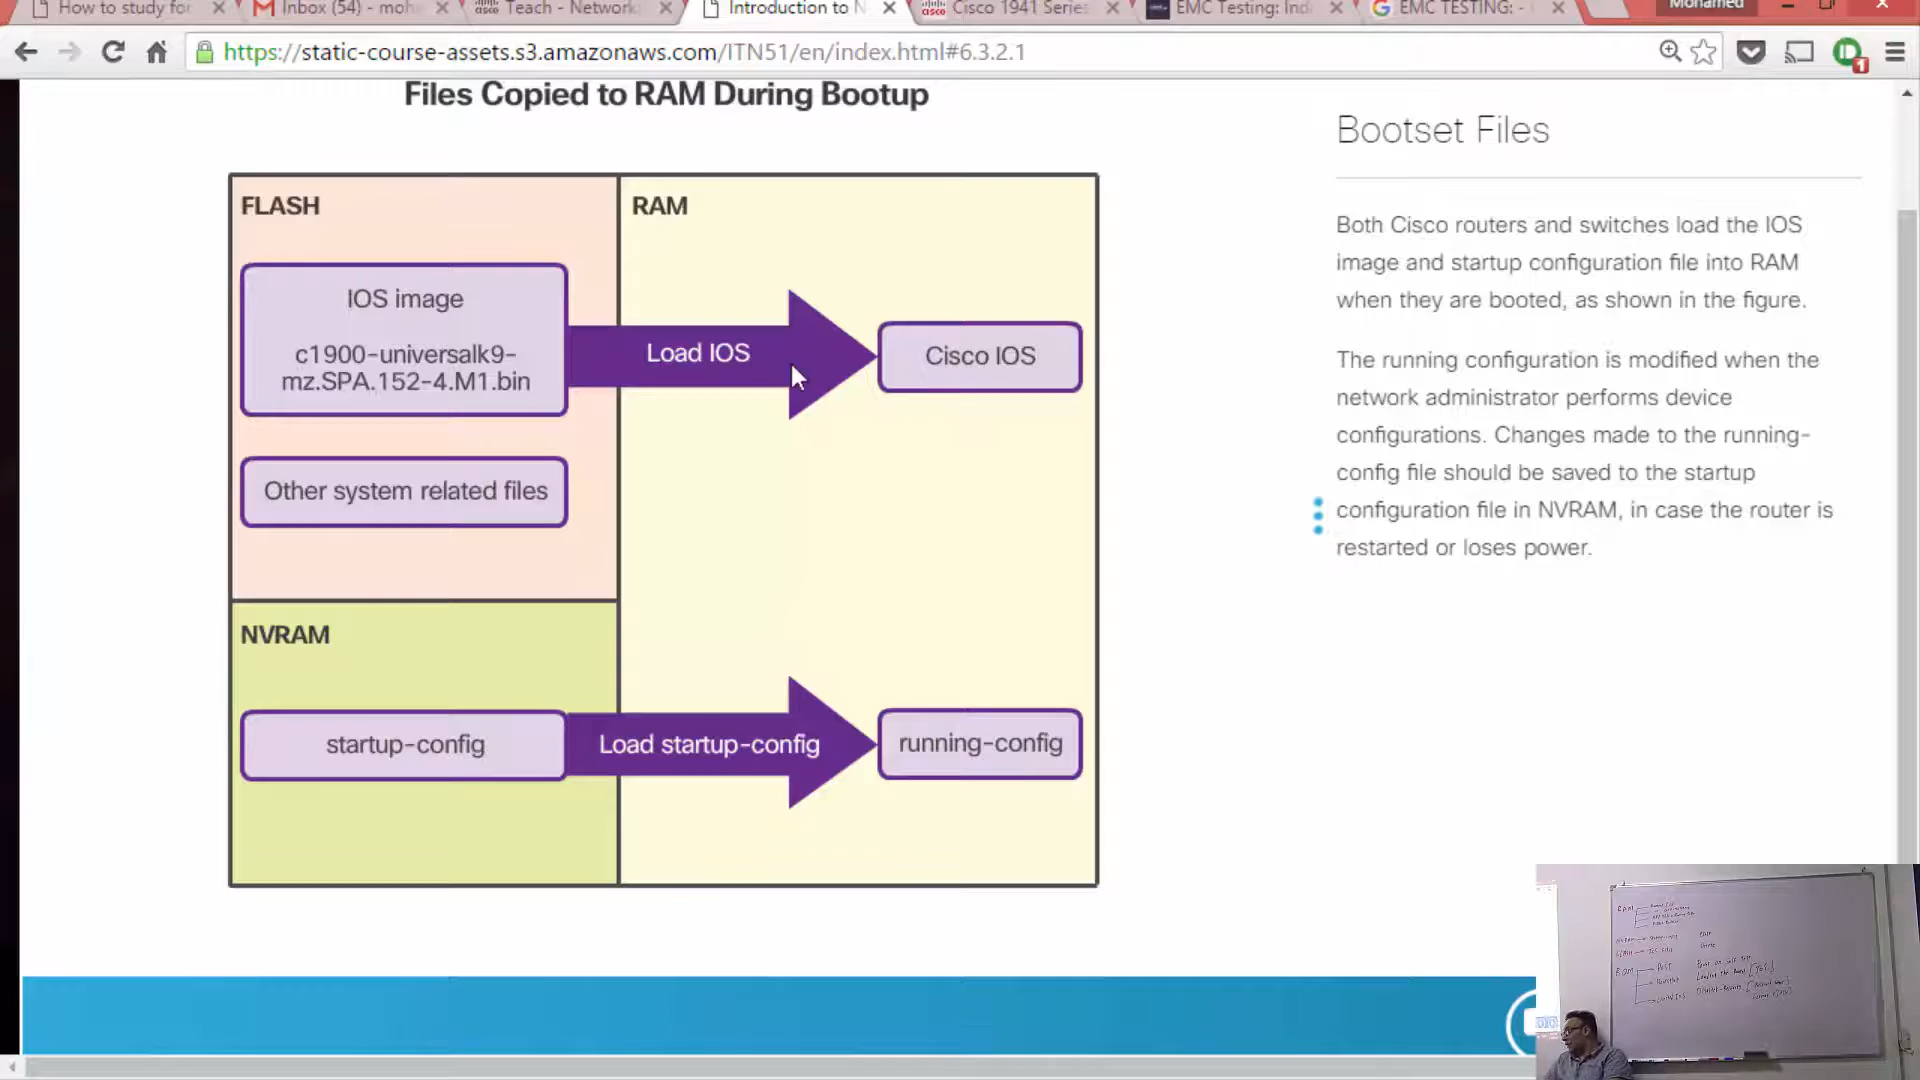 How to study for
Inbox (54) - moh
Teach - Network
Introduction to N
Cisco 1941 Series
EMC Testing: Ind
EMC TESTING: -
Mohamed
https://static-course-assets.s3.amazonaws.com/ITN51/en/index.html#6.3.2.1
1
Files Copied to RAM During Bootup
FLASH
RAM
IOS image
c1900-universalk9-
mz.SPA.152-4.M1.bin
Load IOS
Cisco IOS
Other system related files
NVRAM
startup-config
Load startup-config
running-config
Bootset Files
Both Cisco routers and switches load the IOS
image and startup configuration file into RAM
when they are booted, as shown in the figure.
The running configuration is modified when the
network administrator performs device
configurations. Changes made to the running-
config file should be saved to the startup
configuration file in NVRAM, in case the router is
restarted or loses power.
RAM
ROM
POST